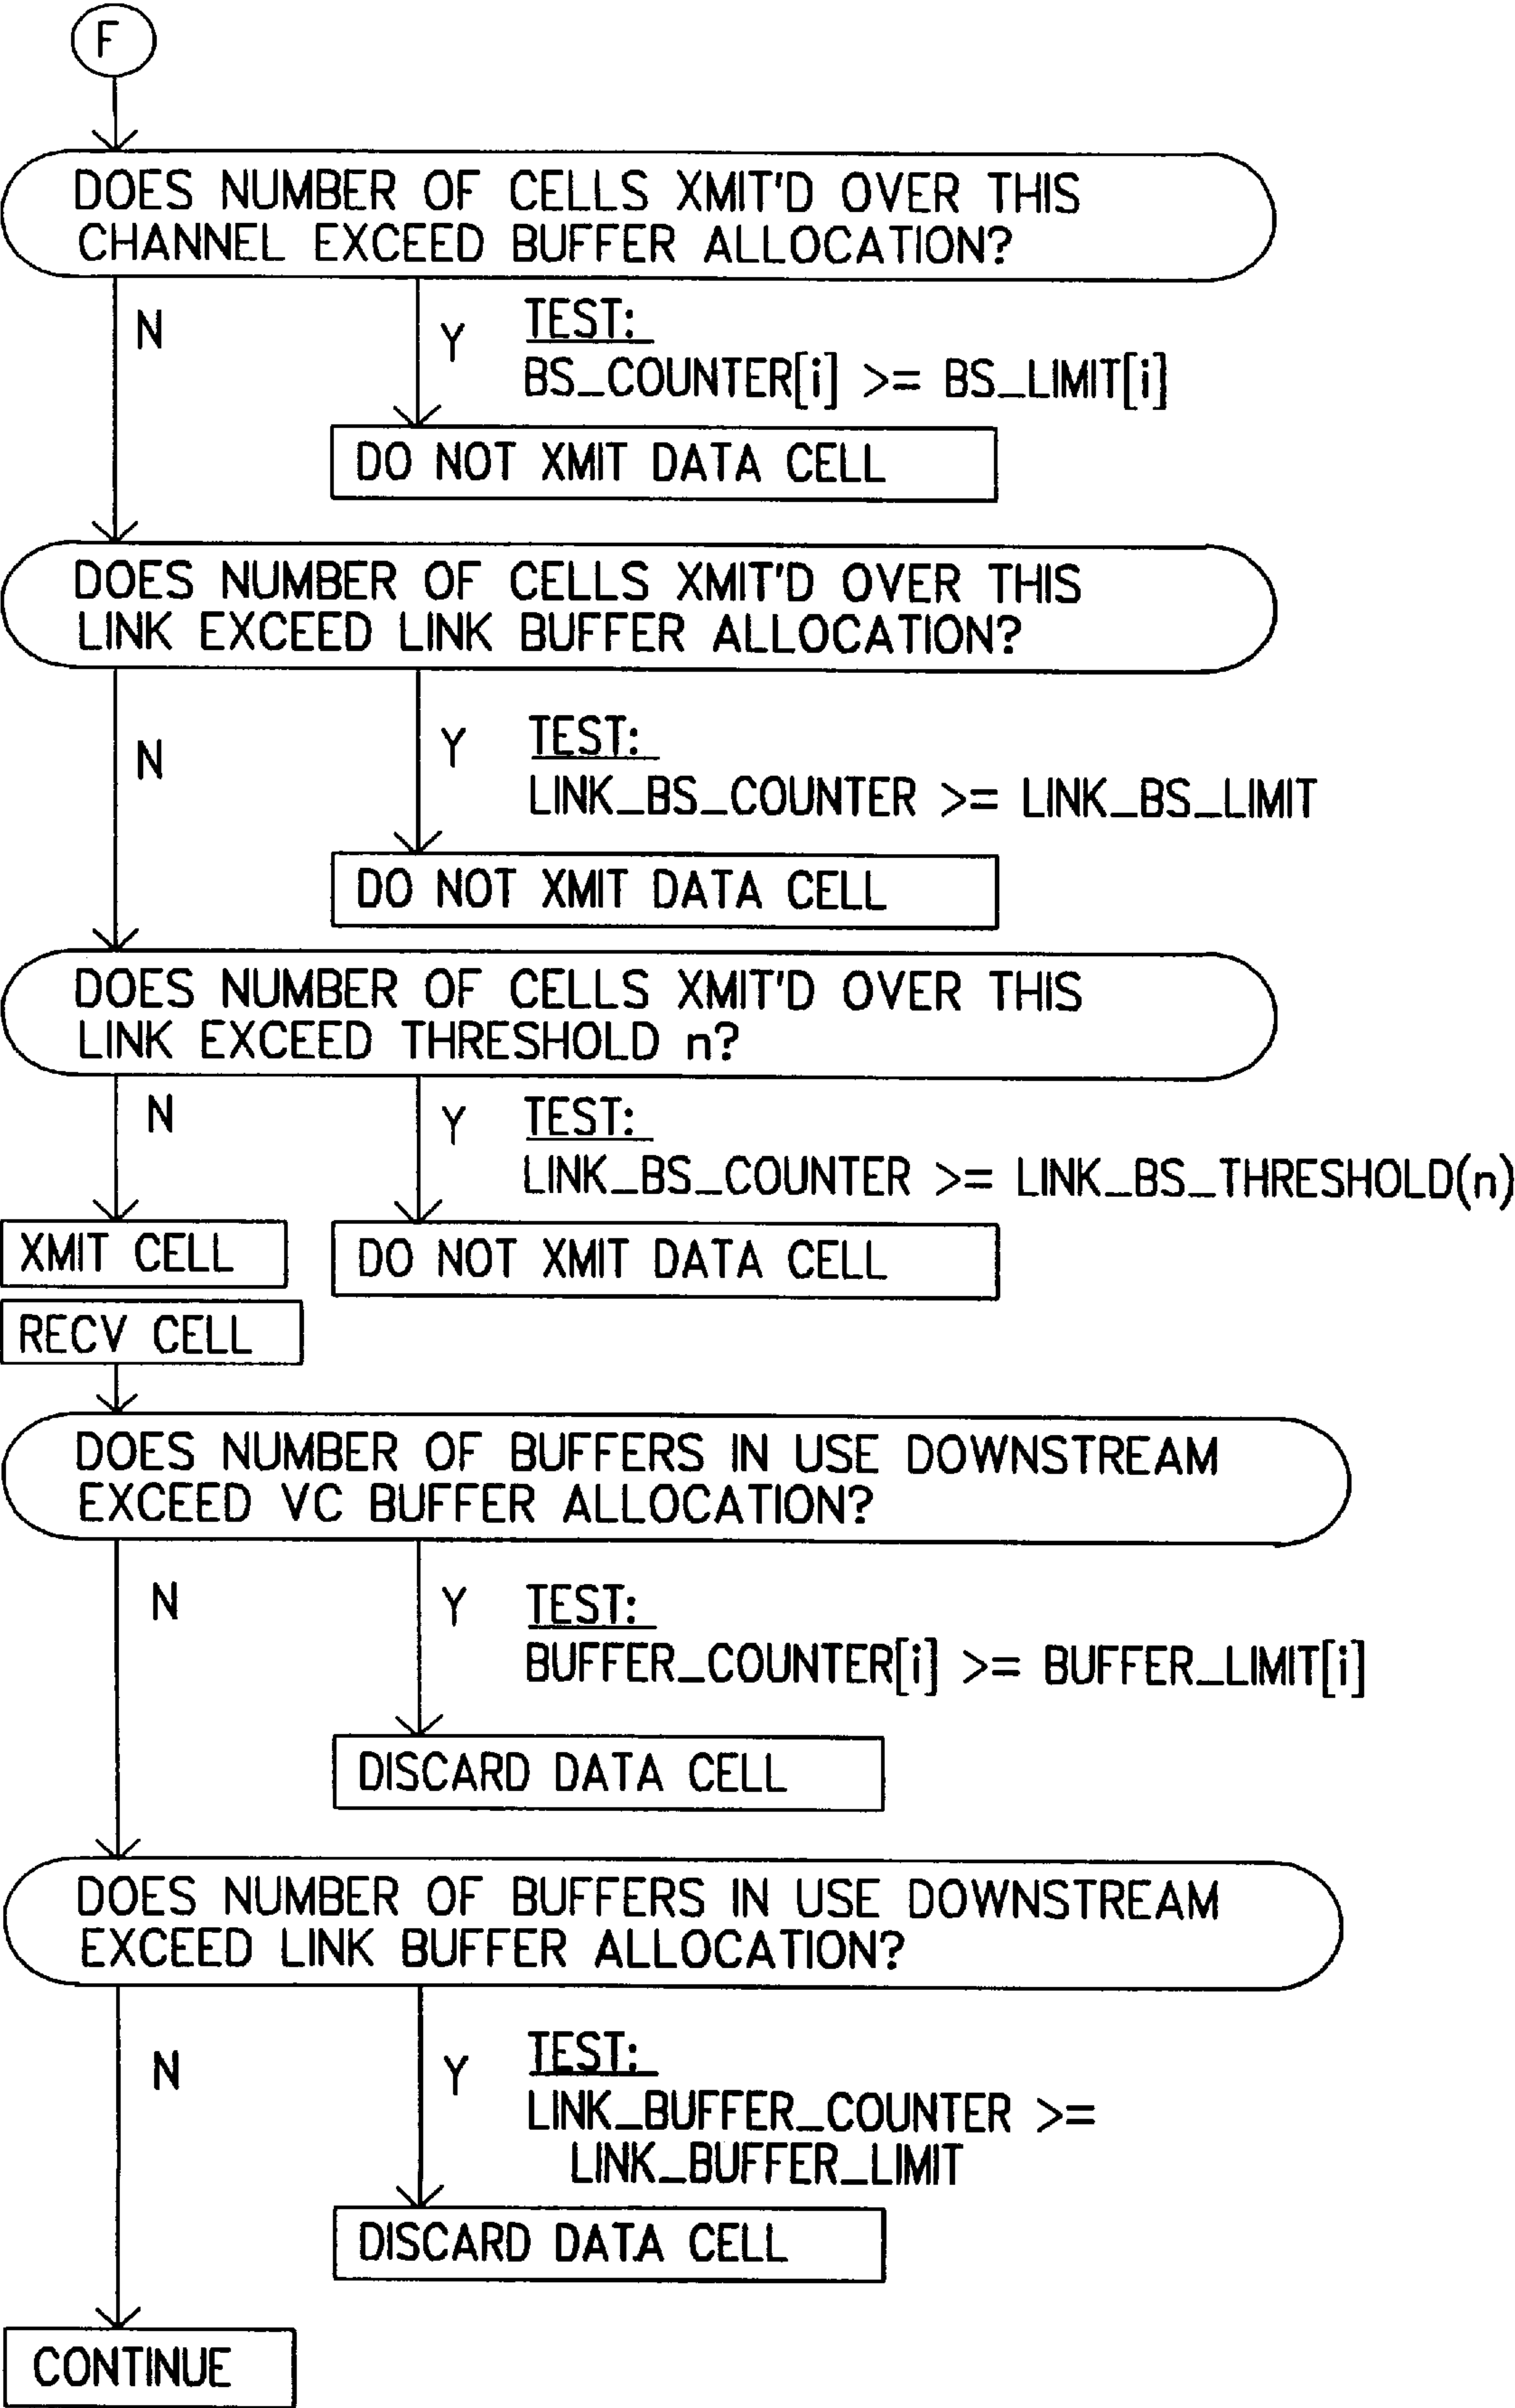 F
DOES NUMBER OF CELLS XMIT'D OVER THIS
CHANNEL EXCEED BUFFER ALLOCATION?
N
Y
TEST:
BS_COUNTER[i] >= BS_LIMIT[i]
DO NOT XMIT DATA CELL
DOES NUMBER OF CELLS XMIT'D OVER THIS
LINK EXCEED LINK BUFFER ALLOCATION?
N
Y
TEST:
LINK_BS_COUNTER >= LINK_BS_LIMIT
DO NOT XMIT DATA CELL
DOES NUMBER OF CELLS XMIT'D OVER THIS
LINK EXCEED THRESHOLD n?
N
Y
TEST:
LINK_BS_COUNTER >= LINK_BS_THRESHOLD(n)
XMIT CELL
DO NOT XMIT DATA CELL
RECV CELL
DOES NUMBER OF BUFFERS IN USE DOWNSTREAM
EXCEED VC BUFFER ALLOCATION?
N
Y
TEST:
BUFFER_COUNTER[i] >= BUFFER_LIMIT[i]
DISCARD DATA CELL
DOES NUMBER OF BUFFERS IN USE DOWNSTREAM
EXCEED LINK BUFFER ALLOCATION?
N
Y
TEST:
LINK_BUFFER_COUNTER >=
LINK_BUFFER_LIMIT
DISCARD DATA CELL
CONTINUE